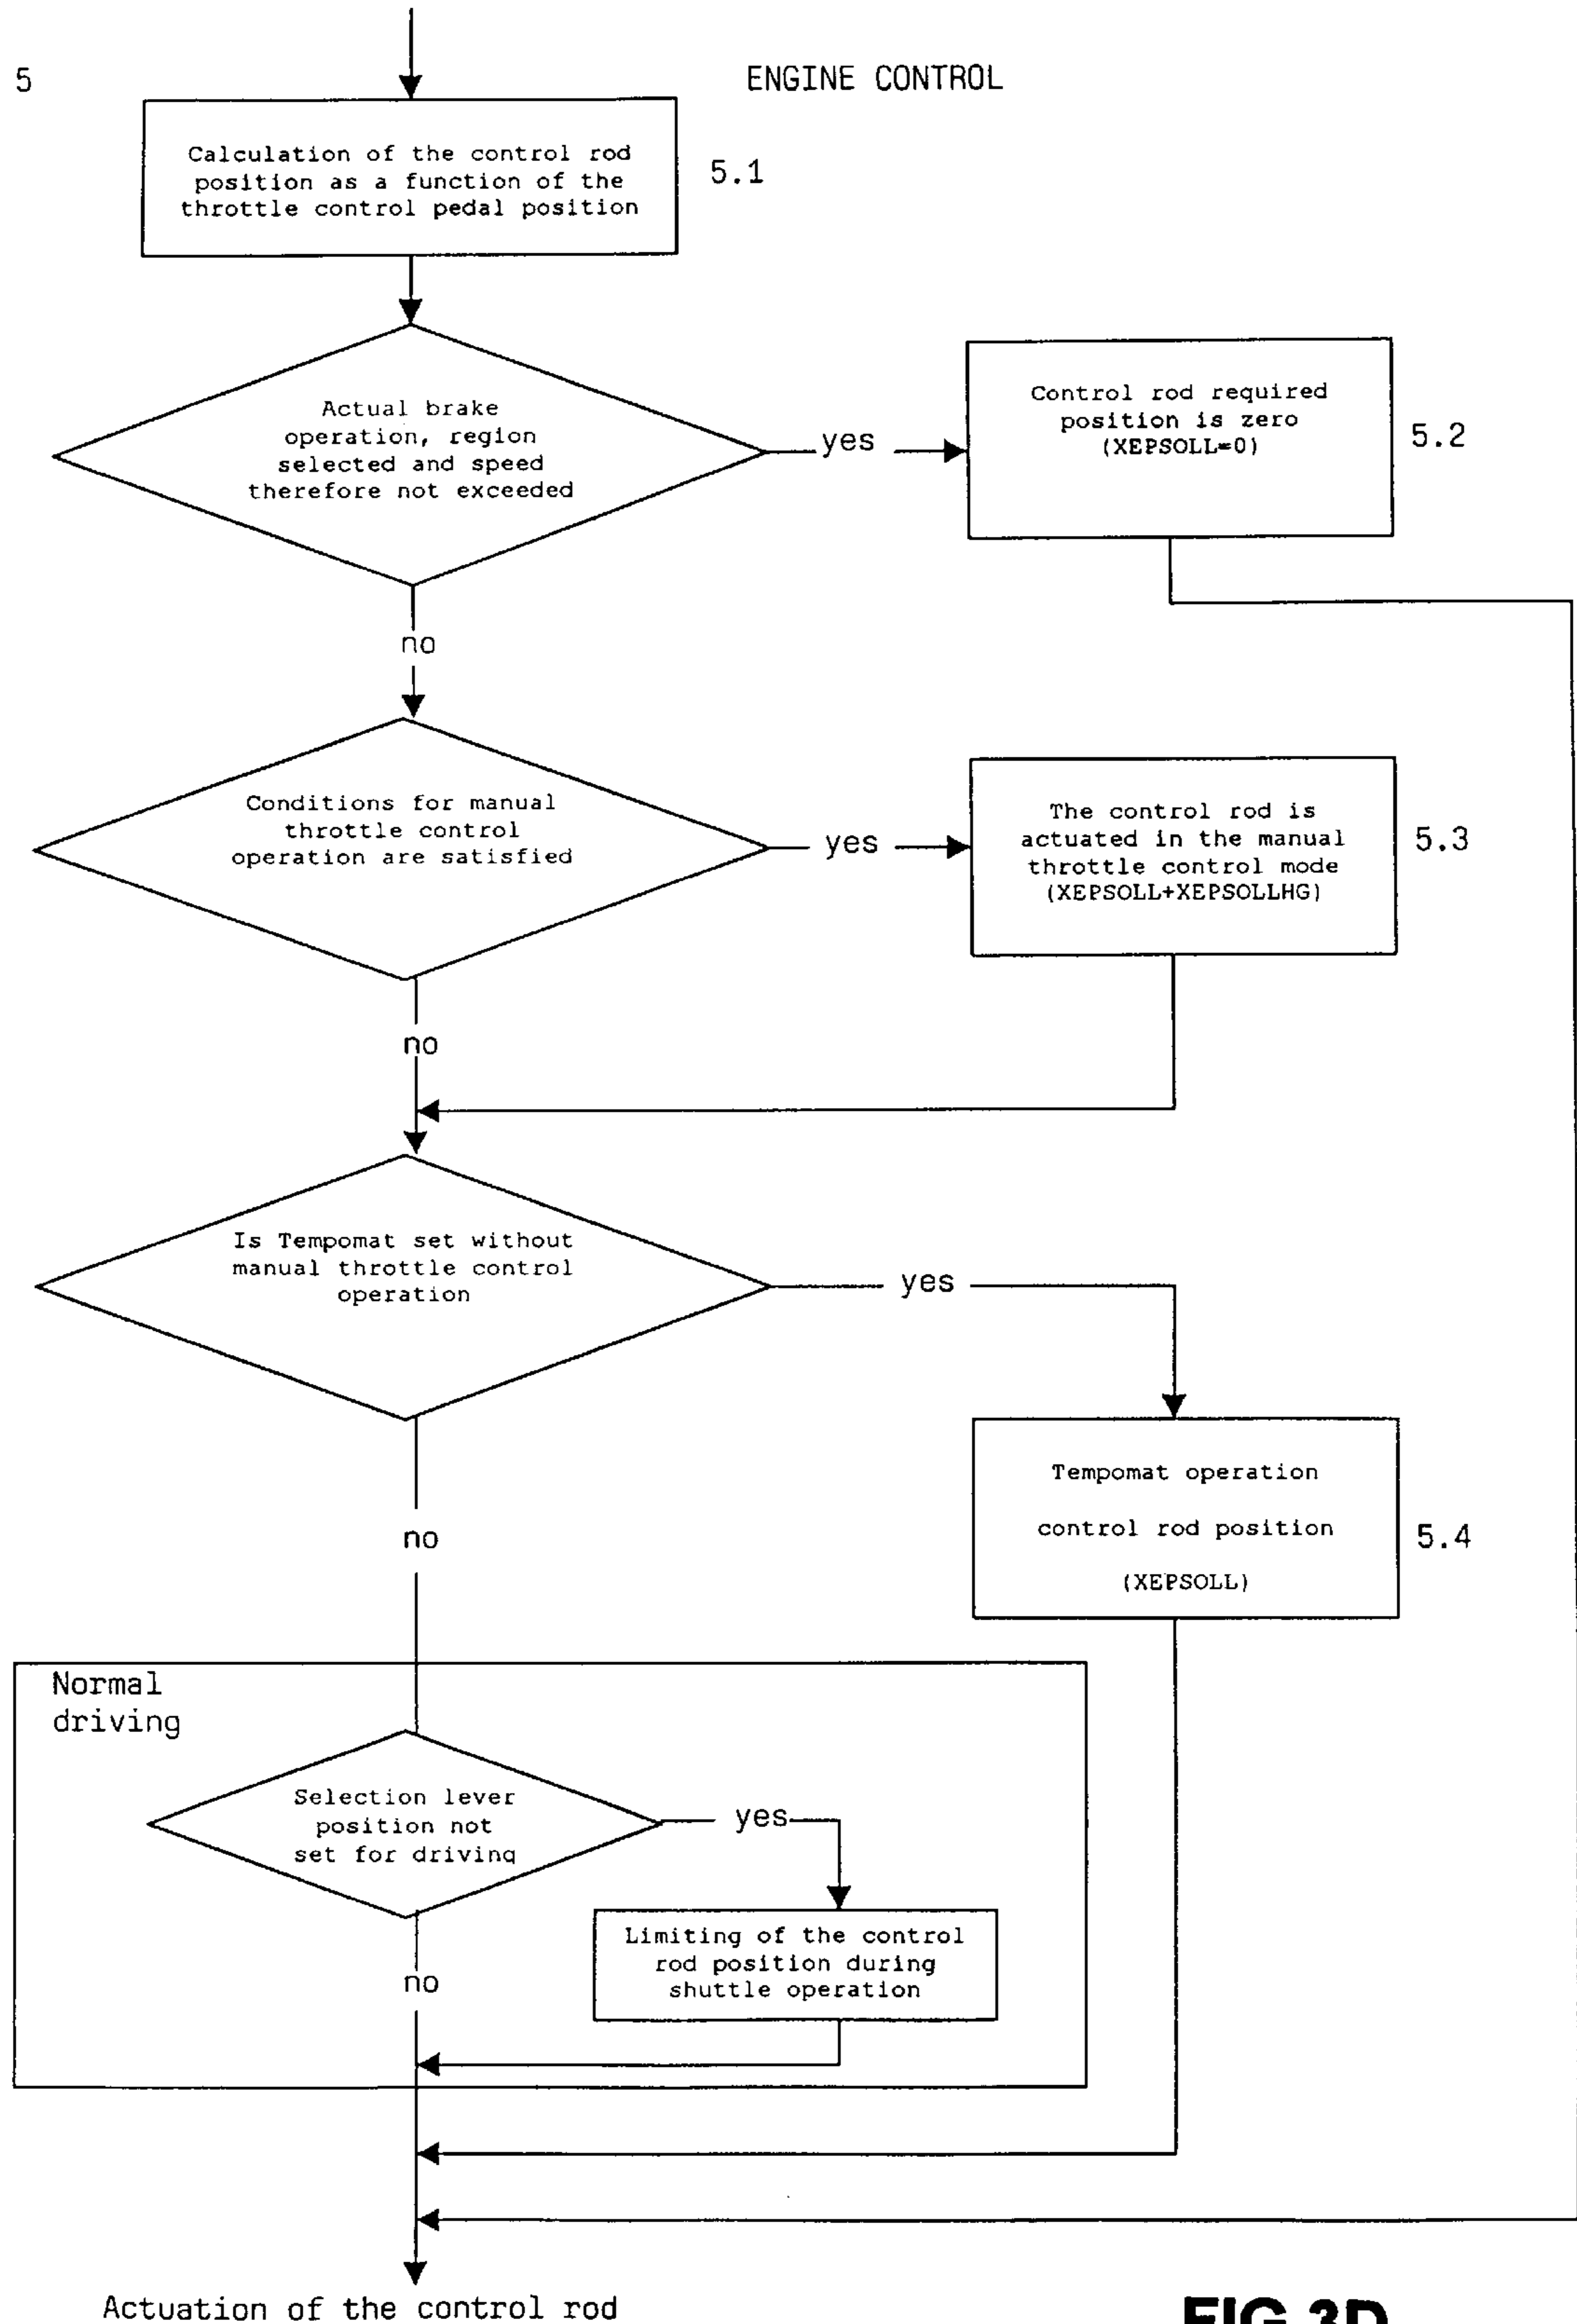 5
ENGINE CONTROL
Calculation of the control rod
position as a function of the
throttle control pedal position
5.1
Actual brake
operation, region
selected and speed
therefore not exceeded
yes
Control rod required
position is zero
(XEPSOLL=0)
5.2
no
Conditions for manual
throttle control
operation are satisfied
yes
The control rod is
actuated in the manual
throttle control mode
(XEPSOLL+XEPSOLLHG)
5.3
no
Is Tempomat set without
manual throttle control
operation
yes
no
Tempomat operation
control rod position
(XEPSOLL)
5.4
Normal
driving
Selection lever
position not
set for driving
yes
Limiting of the control
rod position during
shuttle operation
no
Actuation of the control rod
FIG.3D